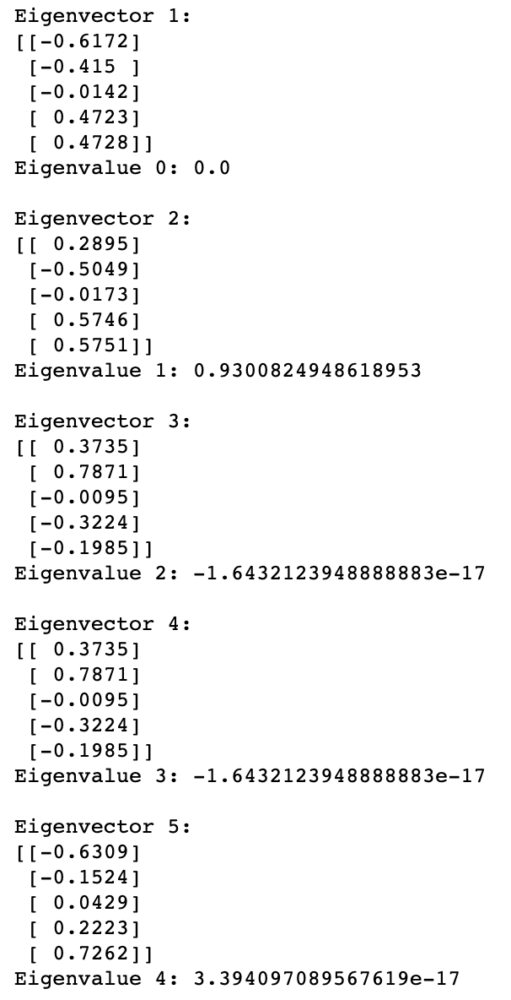 Eigenvector 1:
[[-0.6172]
 [-0.415 ]
 [-0.0142]
 [ 0.4723]
 [ 0.4728]]
Eigenvalue 0: 0.0

Eigenvector 2:
[[ 0.2895]
 [-0.5049]
 [-0.0173]
 [ 0.5746]
 [ 0.5751]]
Eigenvalue 1: 0.9300824948618953

Eigenvector 3:
[[ 0.3735]
 [ 0.7871]
 [-0.0095]
 [-0.3224]
 [-0.1985]]
Eigenvalue 2: -1.6432123948888883e-17

Eigenvector 4:
[[ 0.3735]
 [ 0.7871]
 [-0.0095]
 [-0.3224]
 [-0.1985]]
Eigenvalue 3: -1.6432123948888883e-17

Eigenvector 5:
[[-0.6309]
 [-0.1524]
 [ 0.0429]
 [ 0.2223]
 [ 0.7262]]
Eigenvalue 4: 3.394097089567619e-17